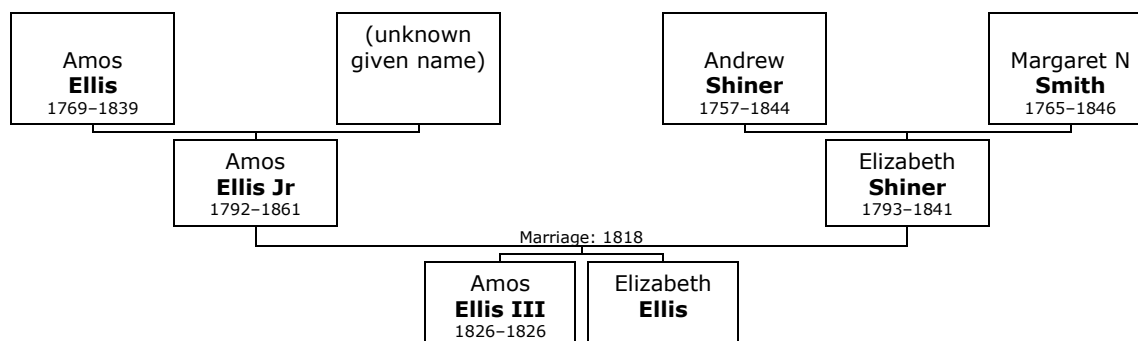 Amos
Ellis
1769–1839
(unknown
given name)
Andrew
Shiner
1757–1844
Margaret N
Smith
1765–1846
Amos
Ellis Jr
1792–1861
Elizabeth
Shiner
1793–1841
Marriage: 1818
Amos
Ellis III
1826–1826
Elizabeth
Ellis